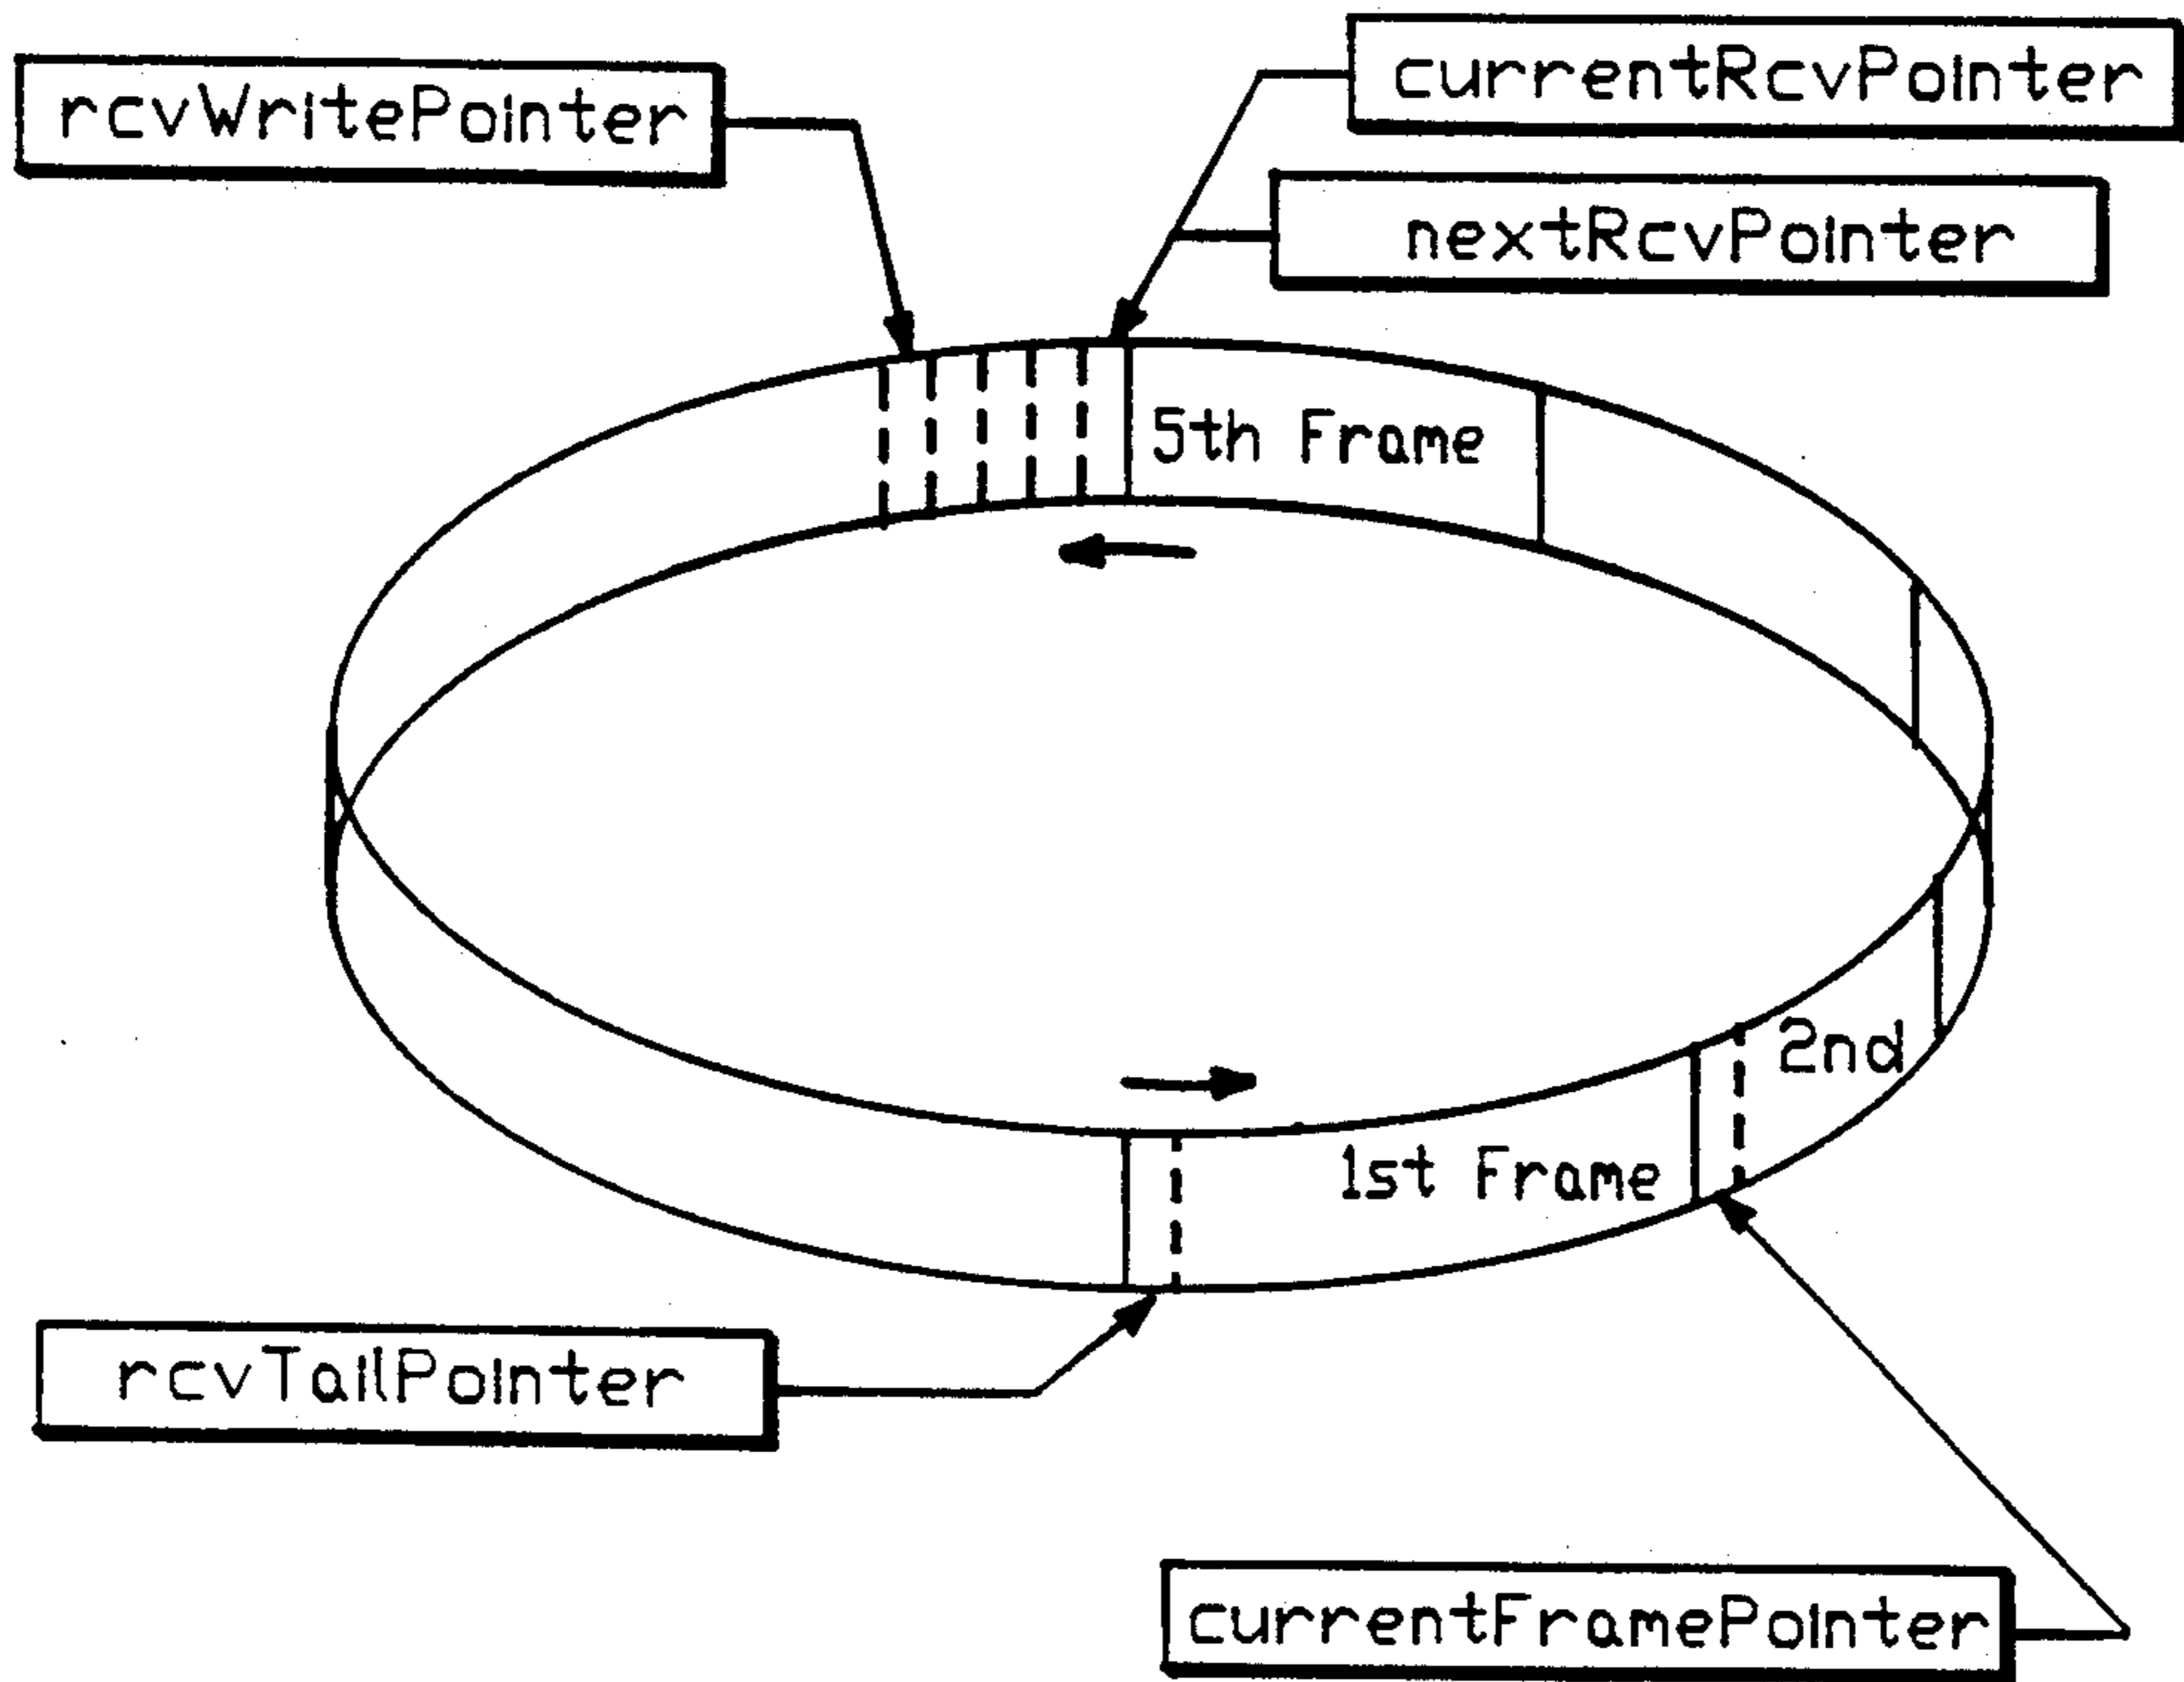 rcvWritePointer
currentRcvPointer
nextRcvPointer
5th Frame
2nd
1st Frame
rcvTailPointer
currentFramePointer